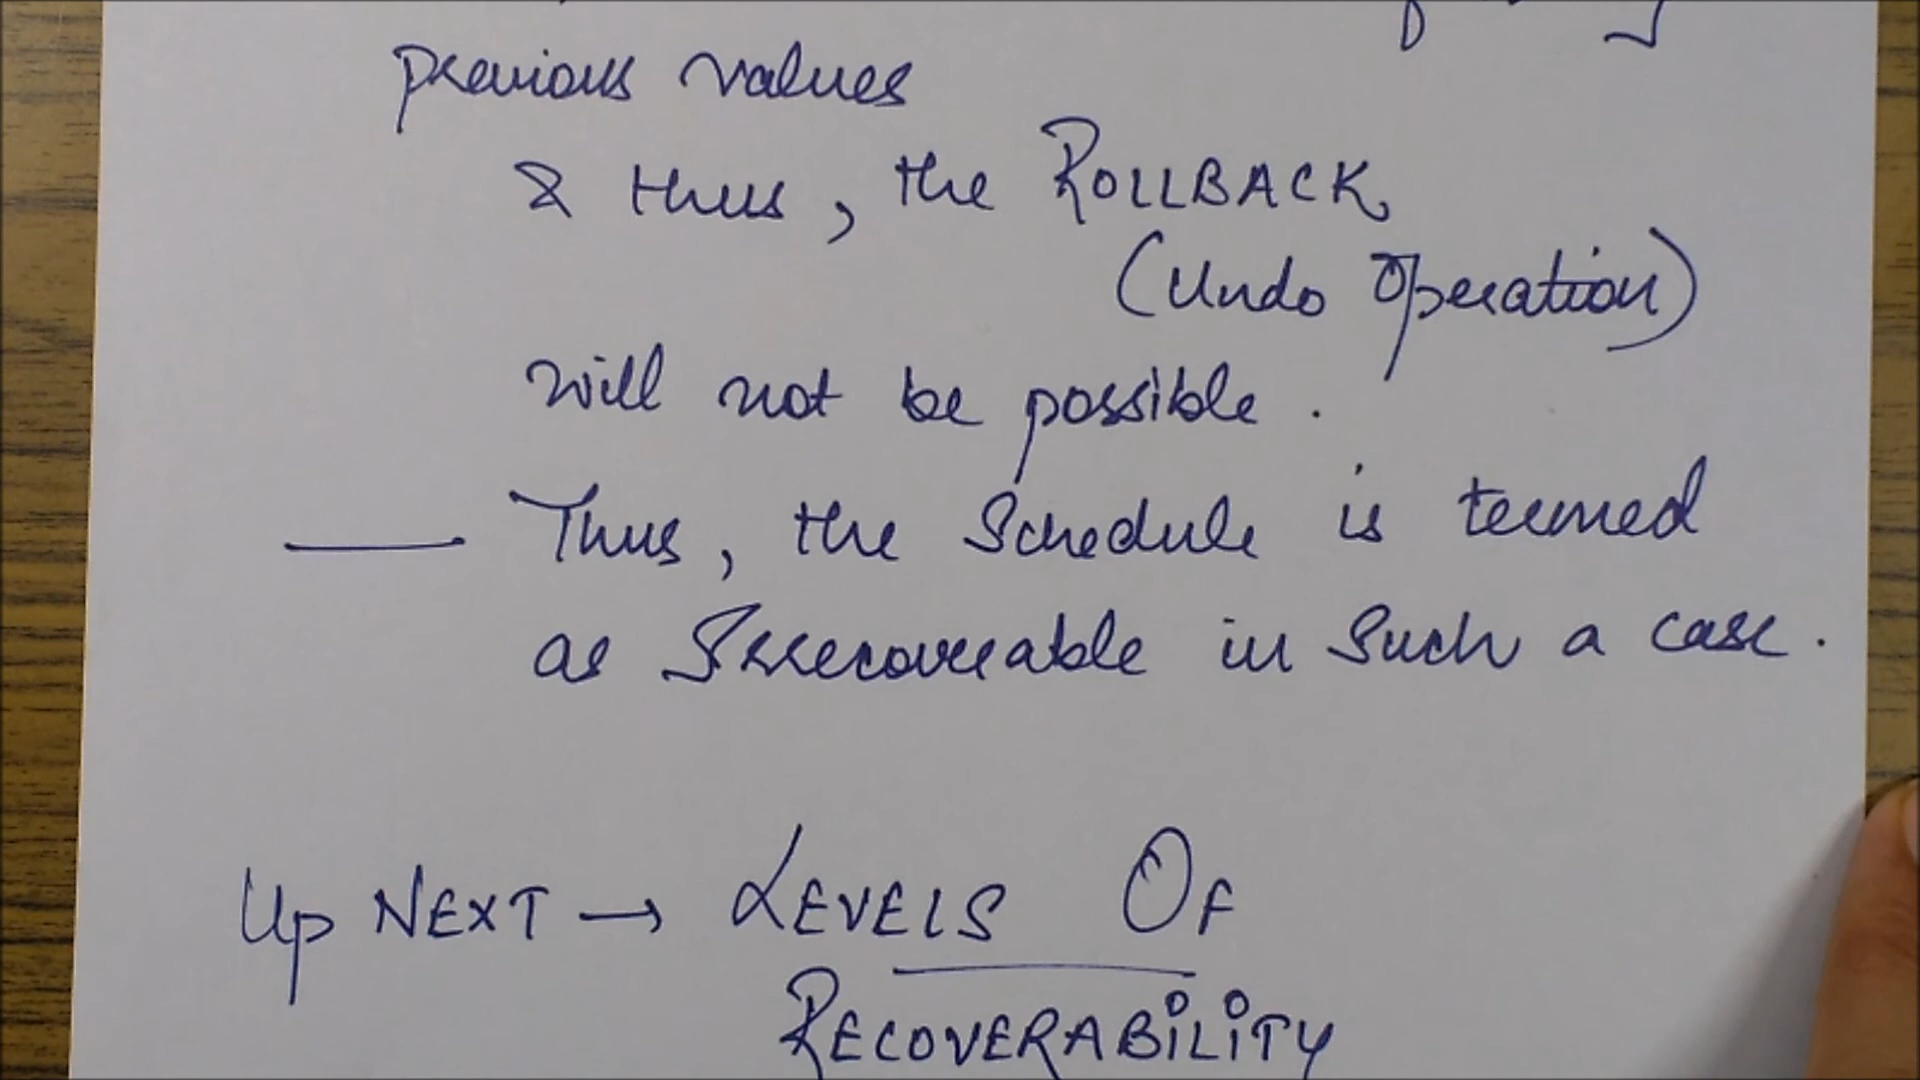 previous values
& thus, the ROLLBACK
(Undo Operation)
will not be possible.
— Thus, the Schedule is termed
as Irrecoverable in Such a case.
Up NEXT → LEVELS OF
RECOVERABILITY